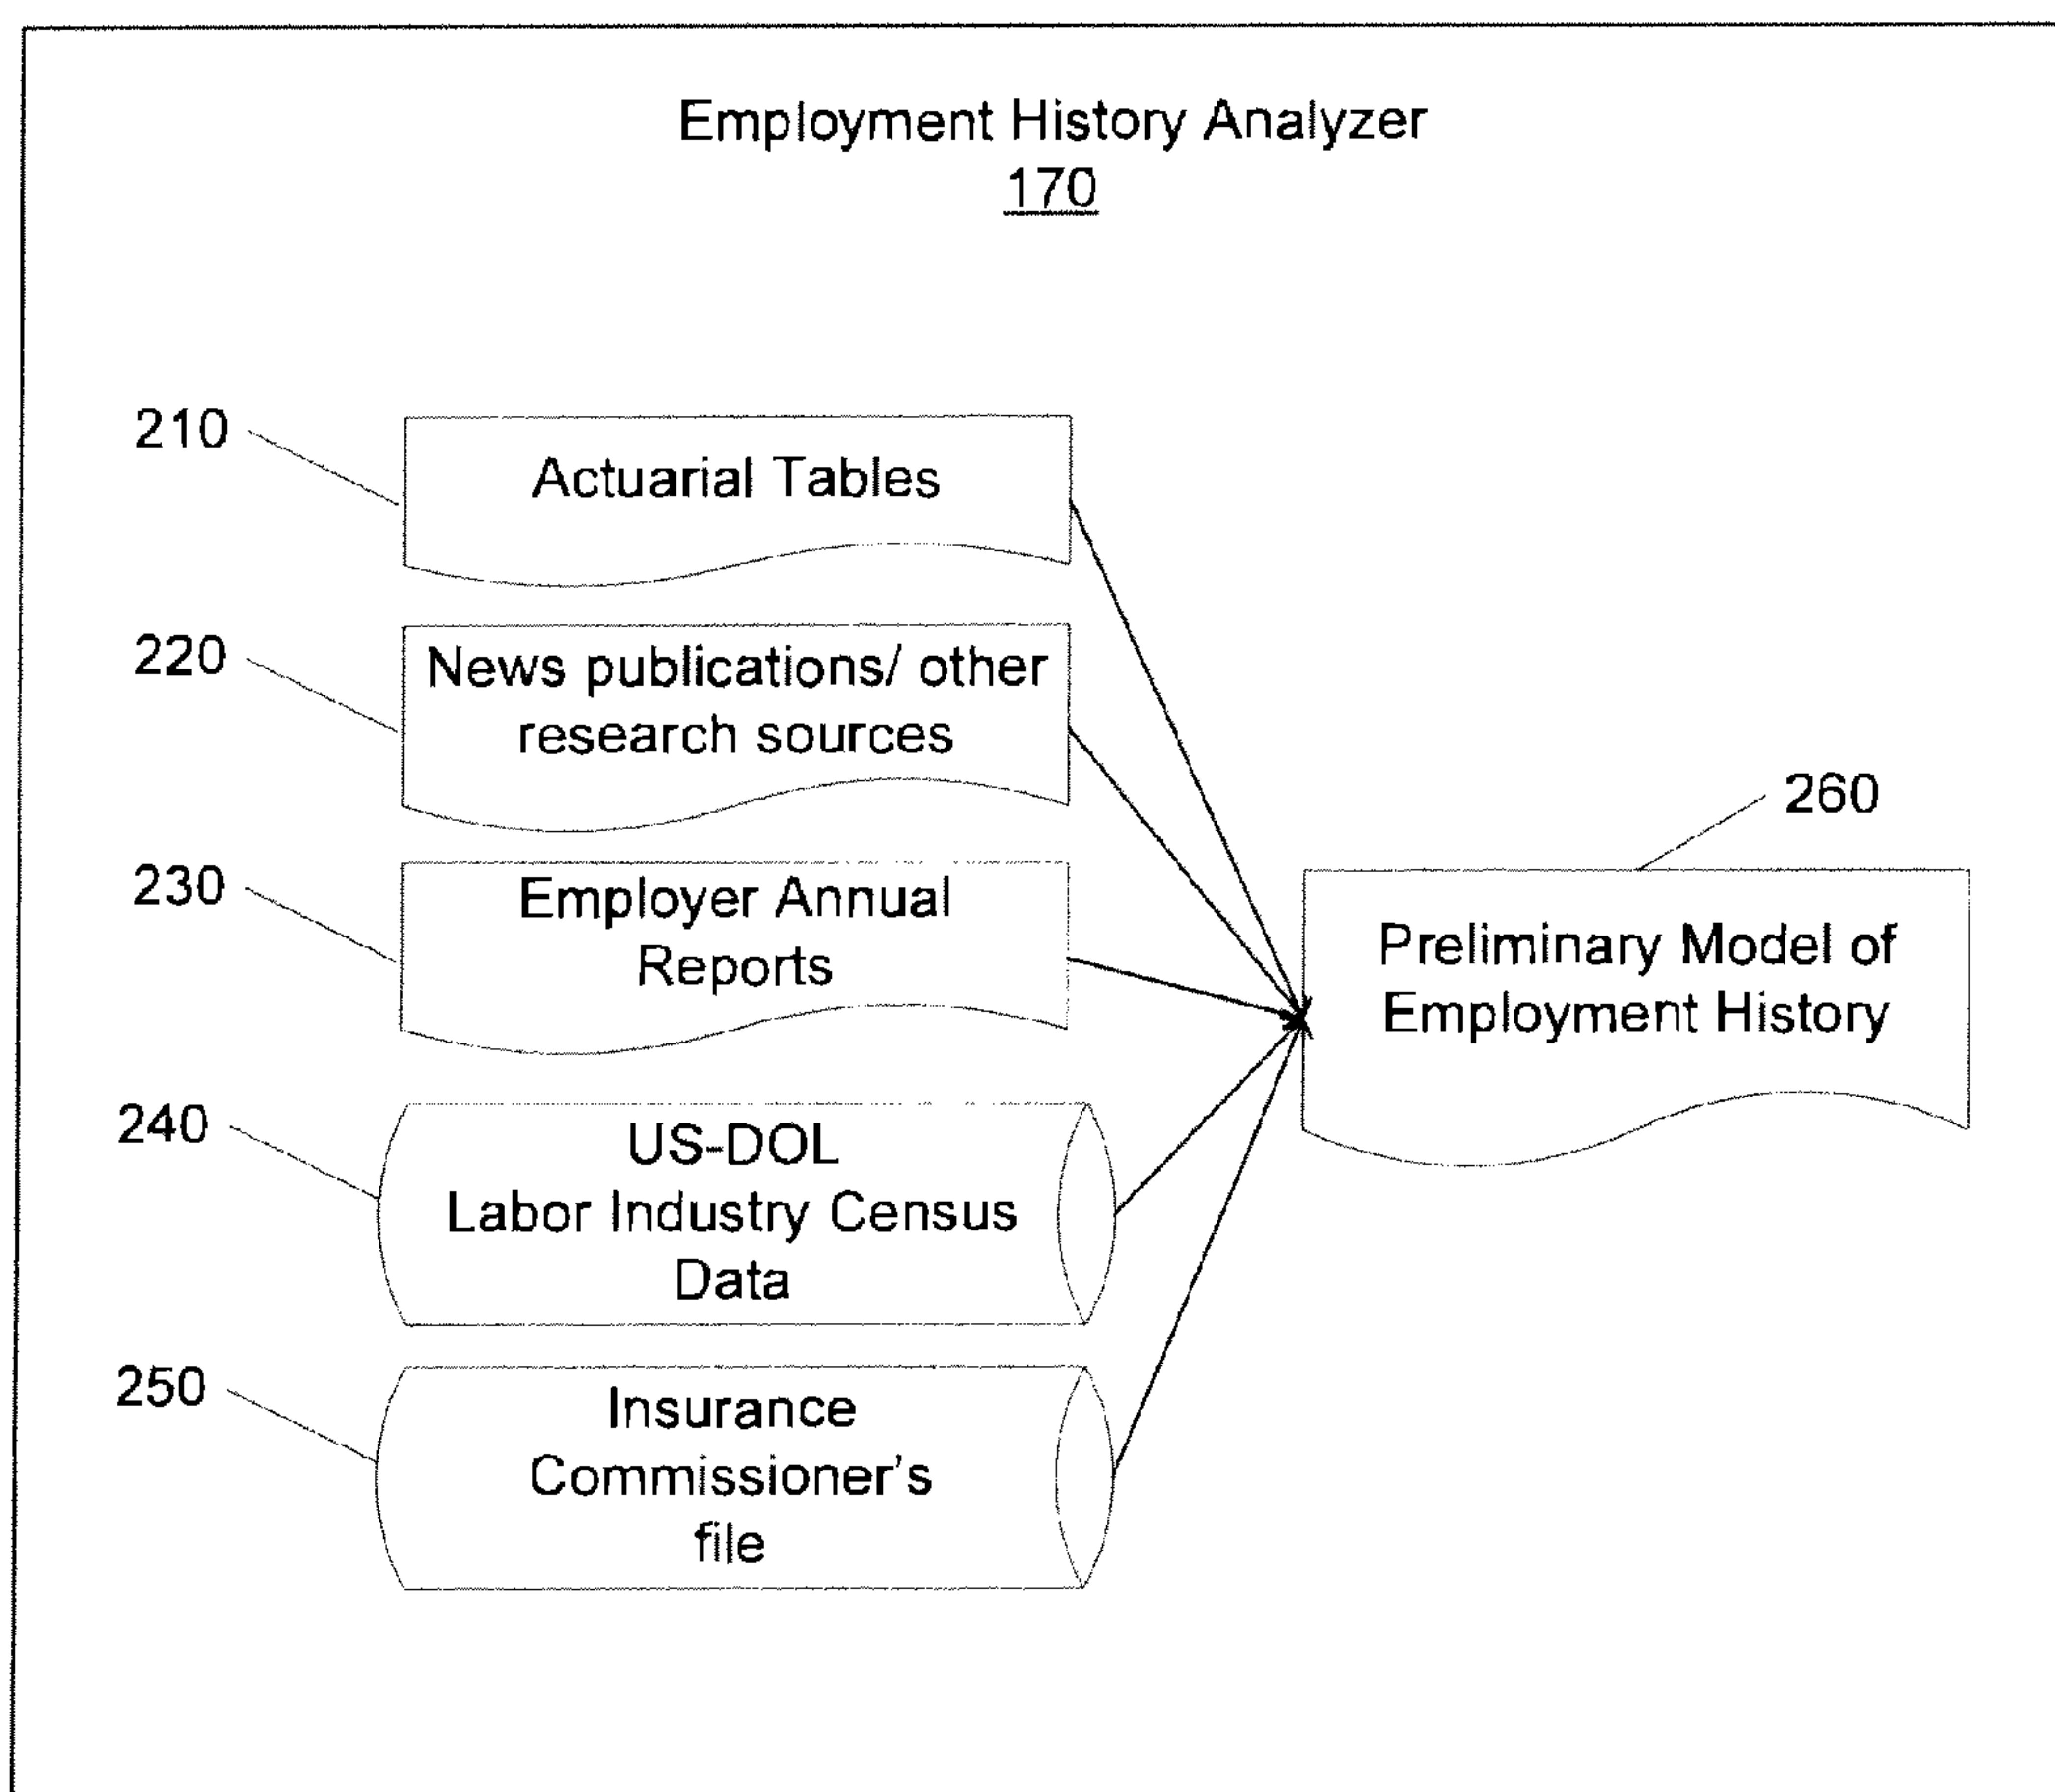 Employment History Analyzer
170
210
Actuarial Tables
220
News publications/ other
research sources
230
Employer Annual
Reports
240
US-DOL
Labor Industry Census
Data
250
Insurance
Commissioner's
file
260
Preliminary Model of
Employment History